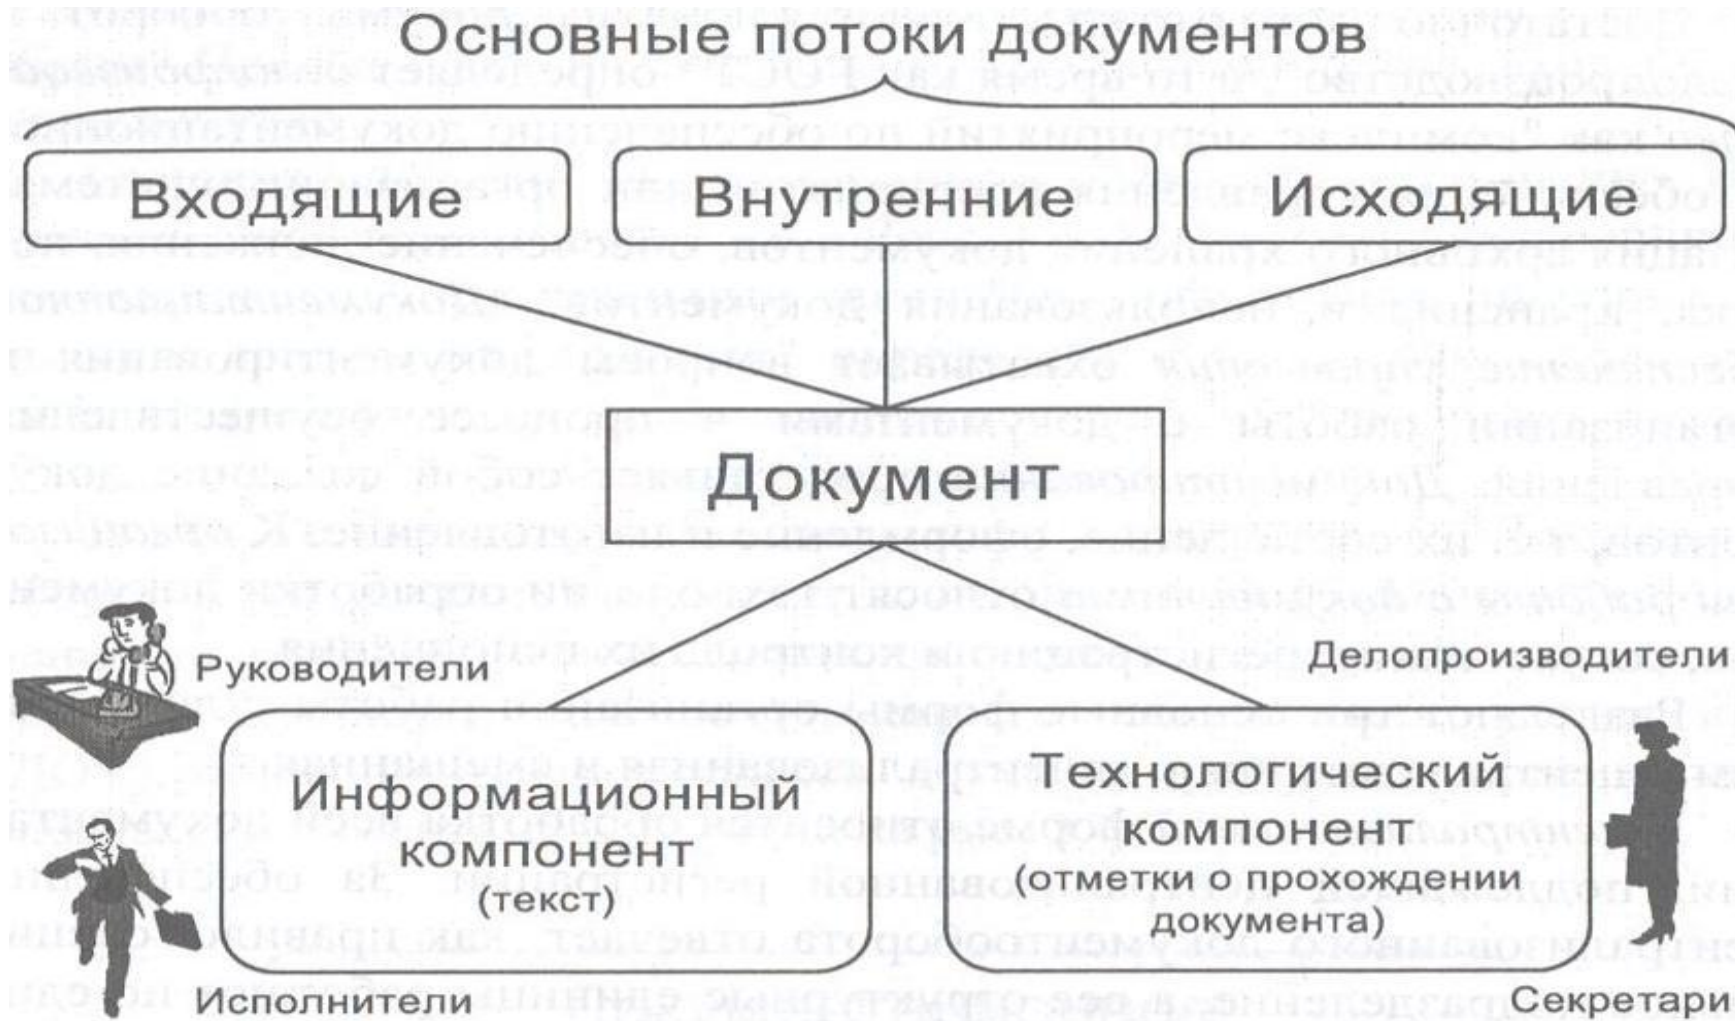 Основные потоки документов
Входящие
Внутренние
Исходящие
Документ
Руководители
Делопроизводители
Информационный
компонент
(текст)
Технологический
компонент
(отметки о прохождении
документа)
Исполнители
Секретари